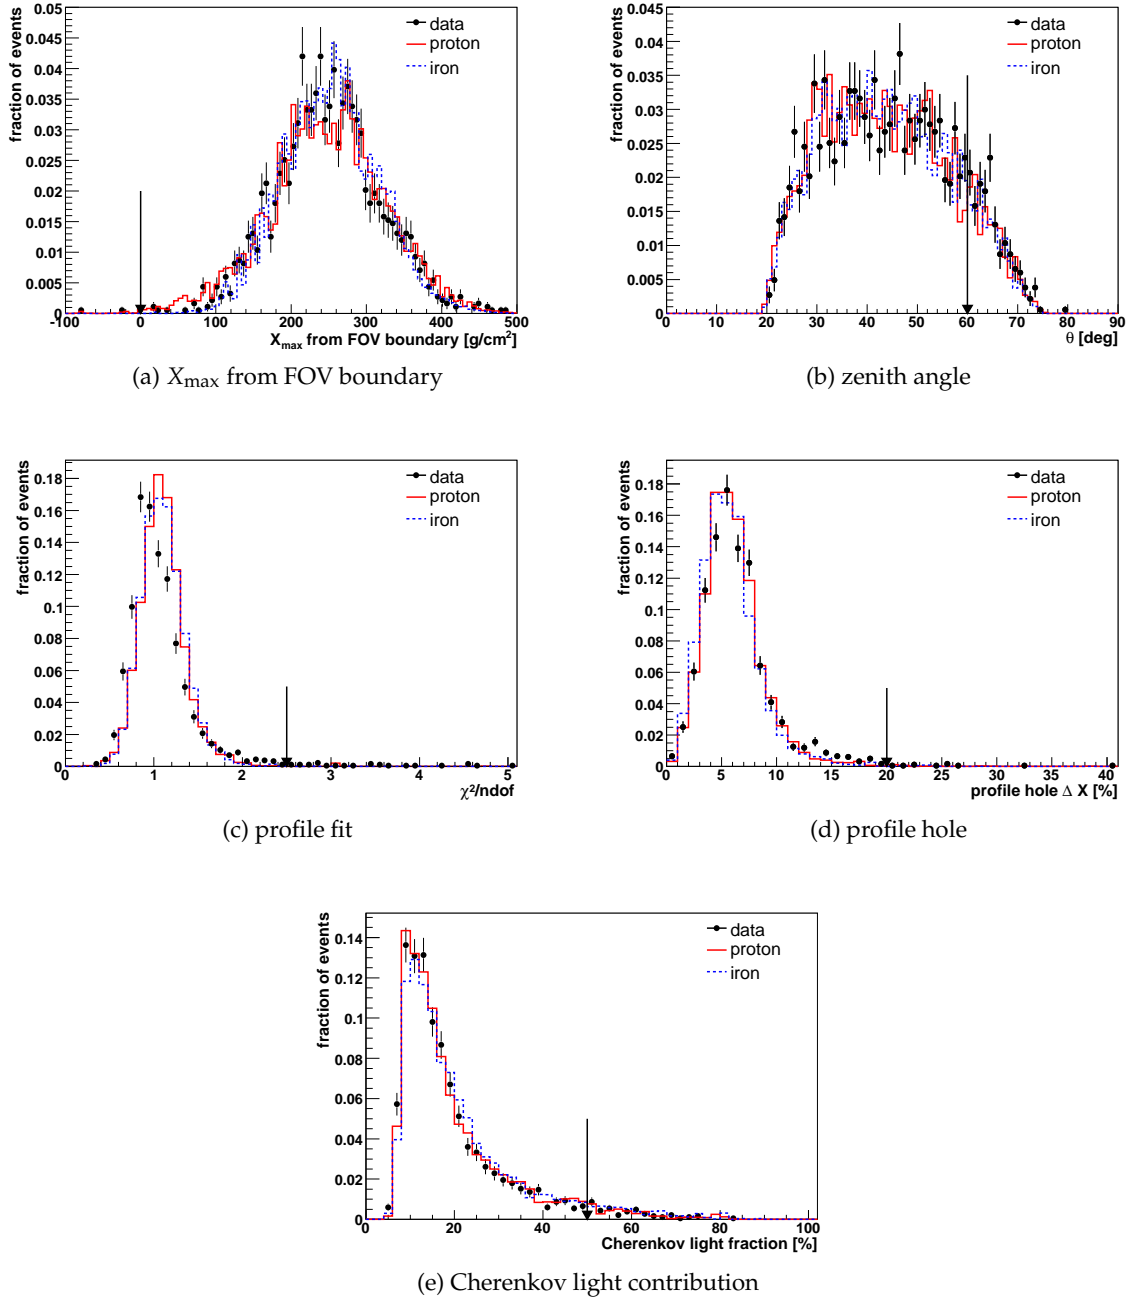 fraction of events
0.05
0.045
0.04
0.035
0.03
0.025
0.02
0.015
0.01
0.005
0
-100 0 100 200 300 400 500
data
proton
iron
X_max from FOV boundary [g/cm²]
(a) X_max from FOV boundary
fraction of events
0.045
0.04
0.035
0.03
0.025
0.02
0.015
0.01
0.005
0
0 10 20 30 40 50 60 70 80 90
data
proton
iron
θ [deg]
(b) zenith angle
fraction of events
0.18
0.16
0.14
0.12
0.1
0.08
0.06
0.04
0.02
0
0 1 2 3 4 5
data
proton
iron
χ²/ndof
(c) profile fit
fraction of events
0.18
0.16
0.14
0.12
0.1
0.08
0.06
0.04
0.02
0
0 5 10 15 20 25 30 35 40
data
proton
iron
profile hole Δ X [%]
(d) profile hole
fraction of events
0.14
0.12
0.1
0.08
0.06
0.04
0.02
0
0 20 40 60 80 100
data
proton
iron
Cherenkov light fraction [%]
(e) Cherenkov light contribution